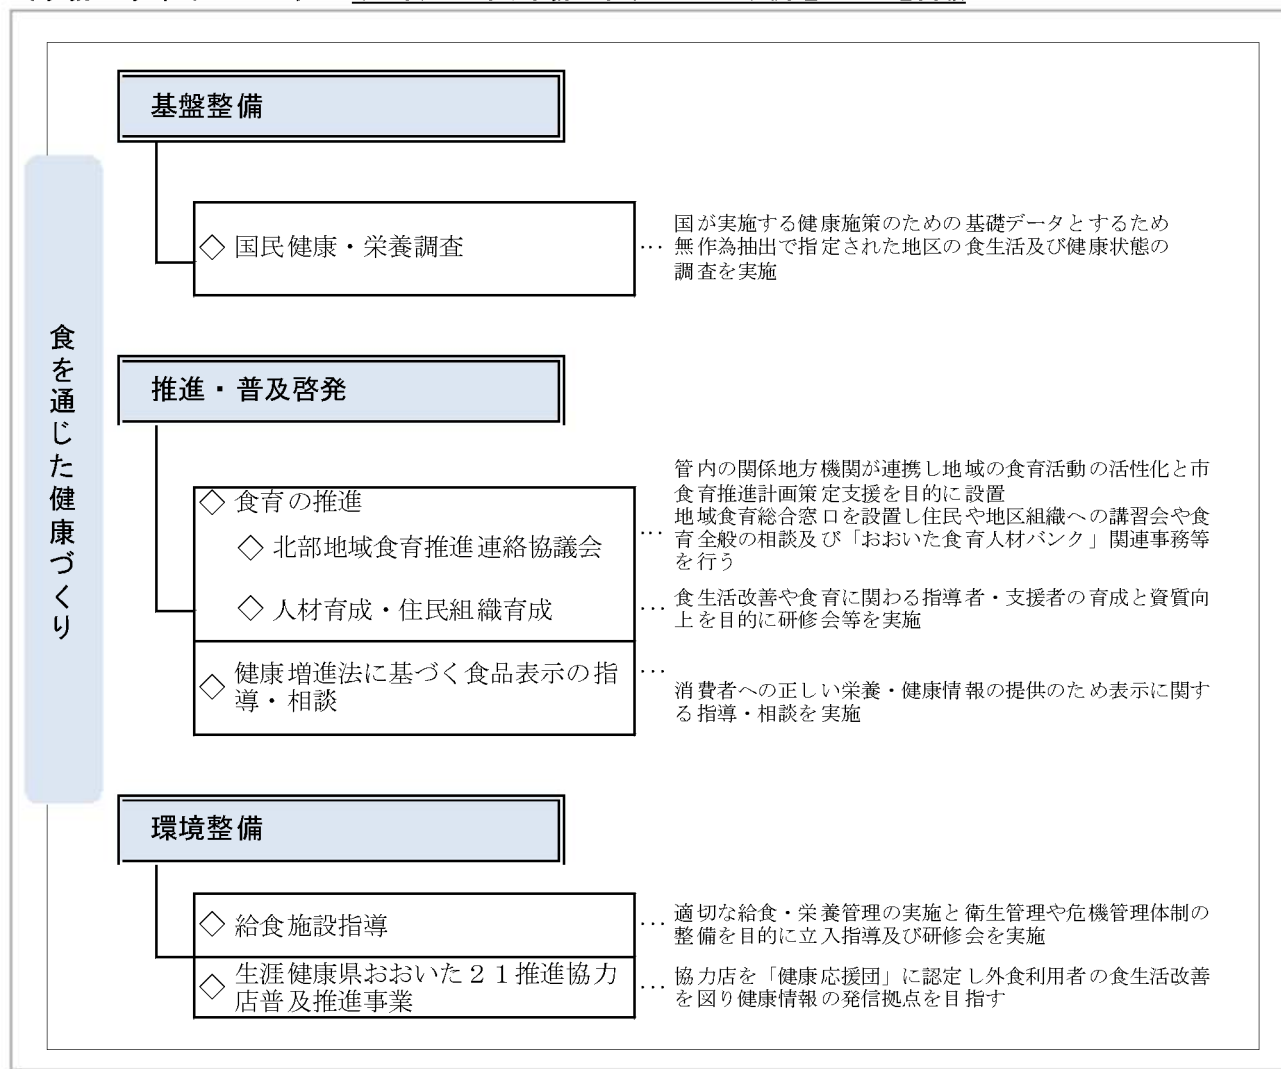 食を通じた健康づくり
基盤整備
◇ 国民健康・栄養調査
… 国が実施する健康施策のための基礎データとするため
無作為抽出で指定された地区の食生活及び健康状態の
調査を実施
推進・普及啓発
◇ 食育の推進
◇ 北部地域食育推進連絡協議会
… 管内の関係地方機関が連携し地域の食育活動の活性化と市
食育推進計画策定支援を目的に設置
地域食育総合窓口を設置し住民や地区組織への講習会や食
育全般の相談及び「おおいた食育人材バンク」関連事務等
を行う
◇ 人材育成・住民組織育成
… 食生活改善や食育に関わる指導者・支援者の育成と資質向
上を目的に研修会等を実施
◇ 健康増進法に基づく食品表示の指
導・相談
… 消費者への正しい栄養・健康情報の提供のため表示に関す
る指導・相談を実施
環境整備
◇ 給食施設指導
… 適切な給食・栄養管理の実施と衛生管理や危機管理体制の
整備を目的に立入指導及び研修会を実施
◇ 生涯健康県おおいた２１推進協力
店普及推進事業
… 協力店を「健康応援団」に認定し外食利用者の食生活改善
を図り健康情報の発信拠点を目指す